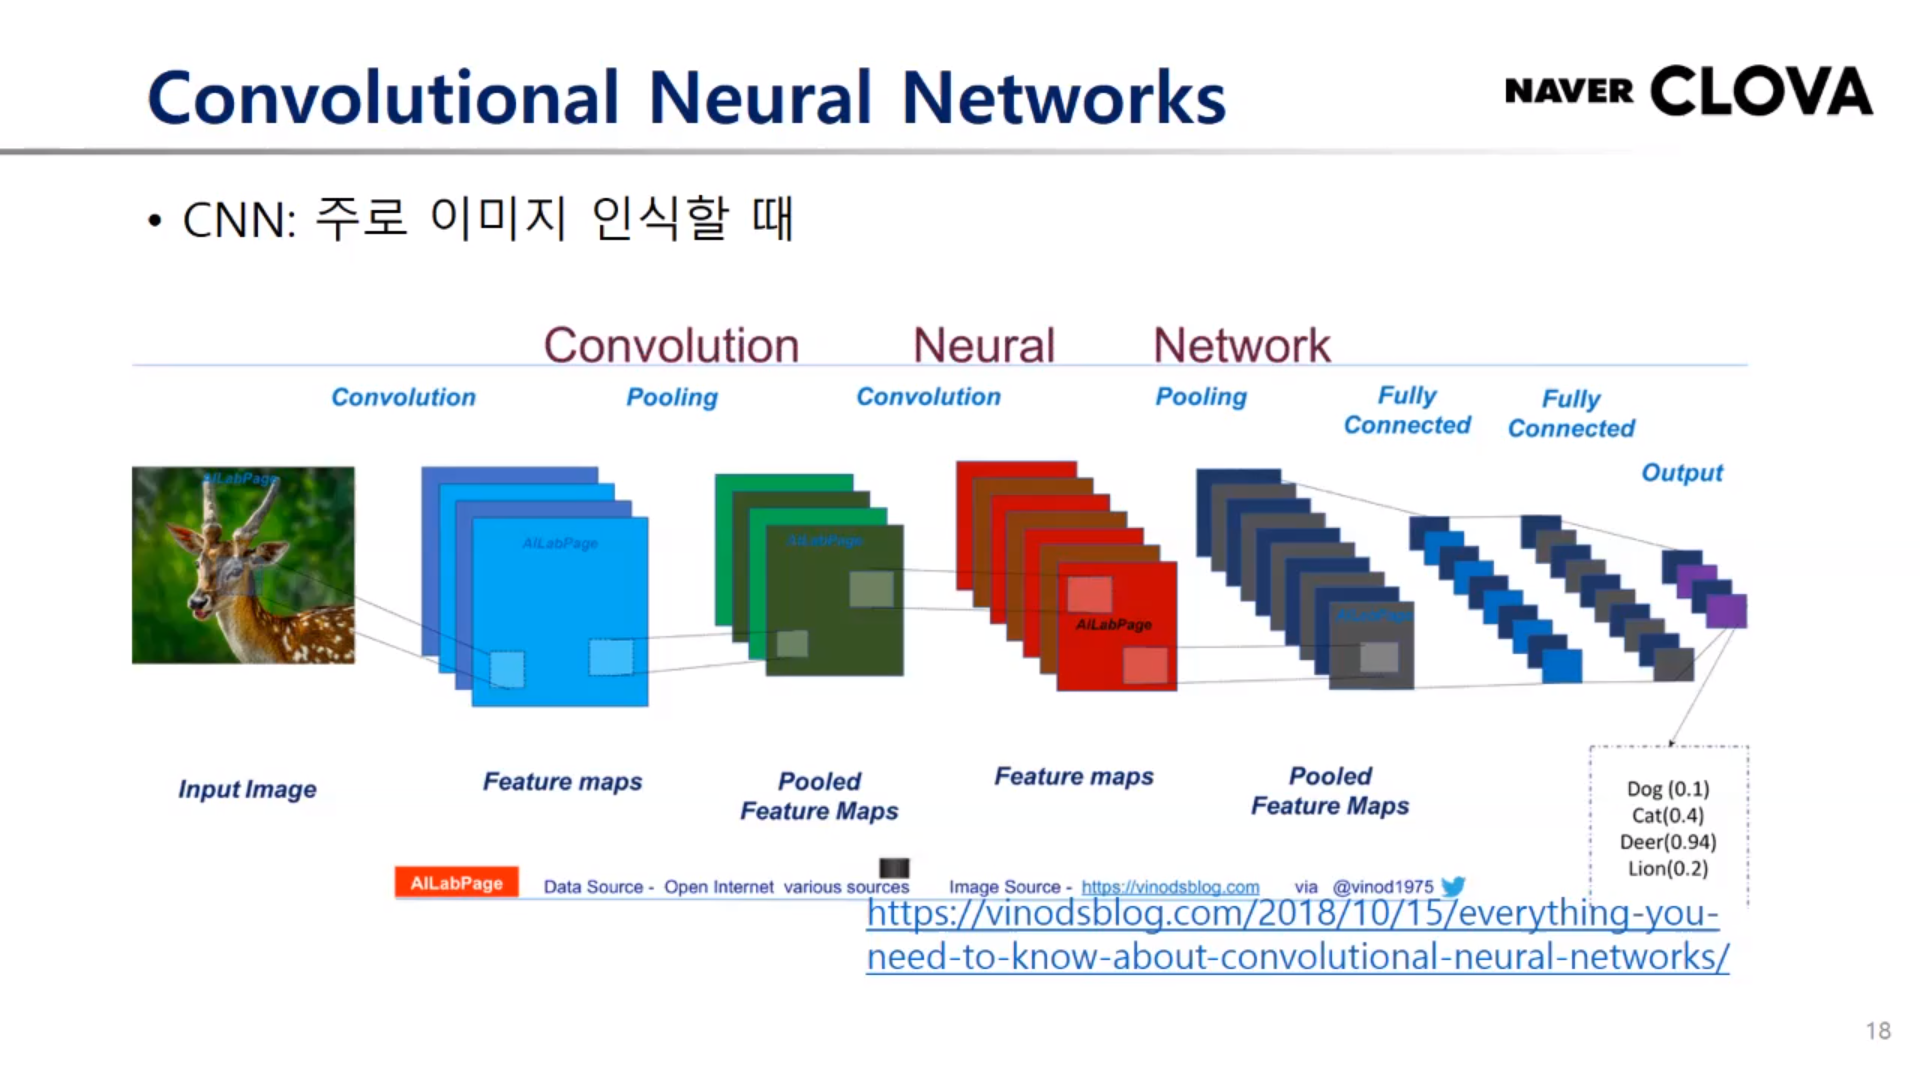 Convolutional Neural Networks
NAVER CLOVA
• CNN: 주로 이미지 인식할 때
Convolution Neural Network
Convolution Pooling Convolution Pooling Fully Connected Fully Connected
Output
AILabPage
AILabPage
AILabPage
AILabPage
AILabPage
Input Image
Feature maps
Pooled
Feature Maps
Feature maps
Pooled
Feature Maps
Dog (0.1)
Cat(0.4)
Deer(0.94)
Lion(0.2)
AILabPage Data Source - Open Internet various sources Image Source - https://vinodsblog.com via @vinod1975
https://vinodsblog.com/2018/10/15/everything-you-
need-to-know-about-convolutional-neural-networks/
18